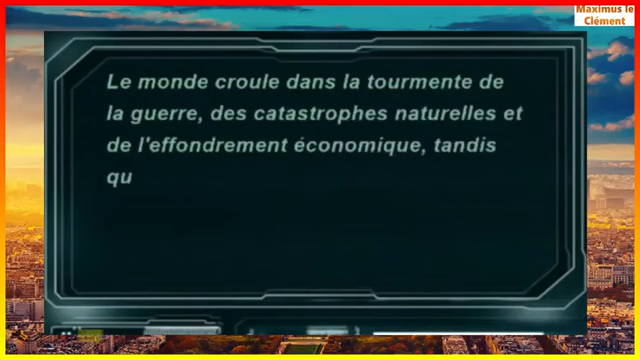 Maximus le
Clément
Le monde croule dans la tourmente de
la guerre, des catastrophes naturelles et
de l'effondrement économique, tandis
qu